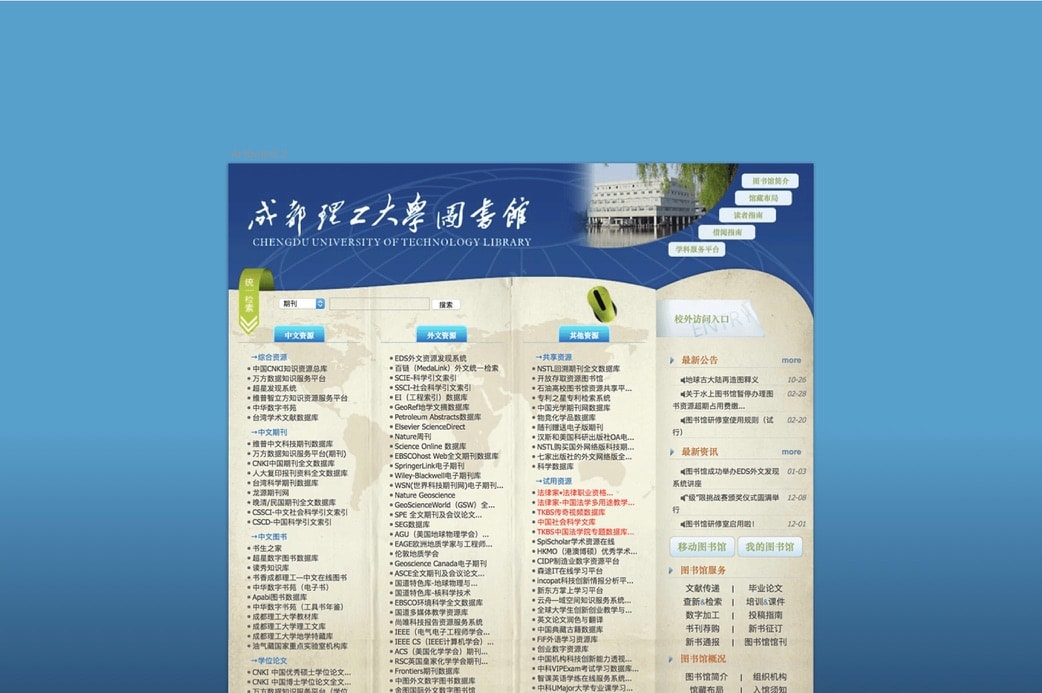 成都理工大學圖書館
CHENGDU UNIVERSITY OF TECHNOLOGY LIBRARY
图书馆简介
馆藏布局
读者指南
借阅指南
学科服务平台
统一检索
期刊
搜索
校外访问入口
ENTRY
中文资源
→综合资源
中国CNKI知识资源总库
万方数据知识服务平台
超星发现系统
维普智立方知识资源服务平台
中华数字书苑
台湾学术文献数据库
→中文期刊
维普中文科技期刊数据库
万方数据知识服务平台(期刊)
CNKI中国期刊全文数据库
人大复印报刊资料全文数据库
台湾科学期刊数据库
龙源期刊网
晚清/民国期刊全文数据库
CSSCI-中文社会科学引文索引
CSCD-中国科学引文索引
→中文图书
书生之家
超星数字图书数据库
读秀知识库
书香成都理工—中文在线图书
中华数字书苑（电子书）
Apabi图书数据库
中华数字书苑（工具书年鉴）
成都理工大学教材库
成都理工大学理工文库
成都理工大学地学特藏库
油气藏国家重点实验室机构库
→学位论文
CNKI 中国优秀硕士学位论文...
CNKI 中国博士学位论文全文...
万方数据知识服务平台（学位
外文资源
EDS外文资源发现系统
百链（MedaLink）外文统一检索
SCIE-科学引文索引
SSCI-社会科学引文索引
EI（工程索引）数据库
GeoRef地学文摘数据库
Petroleum Abstracts数据库
Elsevier ScienceDirect
Nature周刊
Science Online 数据库
EBSCOhost Web全文期刊数据库
SpringerLink电子期刊
Wiley-Blackwell电子期刊库
WSN(世界科技期刊网)电子期刊...
Nature Geoscience
GeoScienceWorld（GSW）全...
SPE 全文期刊及会议论文...
SEG数据库
AGU（美国地球物理学会）...
EAGE欧洲地质学家与工程师...
伦敦地质学会
Geoscience Canada电子期刊
ASCE全文期刊及会议论文...
国道特色库-地球物理与...
国道特色库-核科学技术
EBSCO环境科学全文数据库
国道多媒体教学资源库
尚唯科技报告资源服务系统
IEEE（电气电子工程师学会...
IEEE CS（IEEE计算机学会）...
ACS（美国化学学会）期刊...
RSC英国皇家化学学会期刊...
Frontiers期刊数据库
中图外文数字图书数据库
金图国际外文数字图书馆
其他资源
→共享资源
NSTL回溯期刊全文数据库
开放存取资源图书馆
石油高校图书馆资源共享平...
专利之星专利检索系统
中国光学期刊网数据库
物竞化学品数据库
随刊赠送电子版期刊
汉斯和美国科研出版社OA电...
NSTL购买国外网络版科技期...
七家出版社的外文网络版全...
科学数据库
→试用资源
法律家•法律职业资格...
法律家·中国法学多用途教学...
TKBS传奇视频数据库
中国社会科学文库
TKBS中国法学院专题数据库...
SpiScholar学术资源在线
HKMO（港澳博硕）优秀学术...
CIDP制造业数字资源平台
森途IT在线学习平台
incopat科技创新情报分析平...
新东方掌上学习平台
云舟—域空间知识服务系统...
全球大学生创新创业教学与...
英文论文润色与翻译
中国典藏古籍数据库
FIF外语学习资源库
创业数字资源库
中国机构科技创新能力透视...
中科VIPExam考试学习数据库...
智课英语学练在线服务系统...
中科UMajor大学专业课学习...
最新公告 more
地球古大陆再造图释义 10-26
关于水上图书馆暂停办理图 02-28
书资源超期占用费缴...
图书馆研修室使用规则（试 02-20
行）
最新资讯 more
图书馆成功举办EDS外文发现 01-03
系统讲座
"级"限挑战赛颁奖仪式圆满举 12-08
行
图书馆研修室启用啦! 12-01
移动图书馆 我的图书馆
图书馆服务
文献传递 | 毕业论文
查新&检索 | 培训&课件
数字加工 | 投稿指南
书刊荐购 | 新书征订
新书通报 | 图书馆馆刊
图书馆概况
图书馆简介 | 组织机构
馆藏布局 | 入馆须知